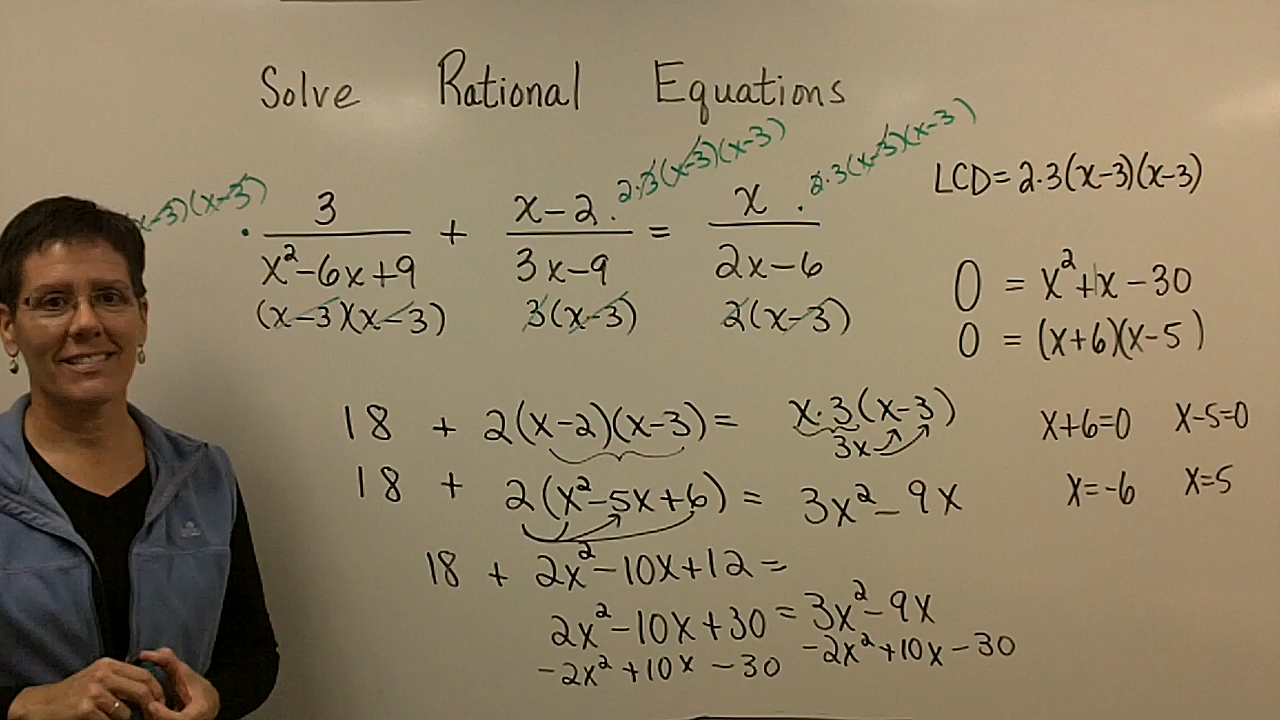 Solve Rational Equations
x-3)(x-3) · 3/(x²-6x+9) + (x-2)/(3x-9) · 2·3(x-3)(x-3) = x/(2x-6) · 2·3(x-3)(x-3)
(x-3)(x-3) 3(x-3) 2(x-3)
18 + 2(x-2)(x-3) = x·3(x-3)
3x
18 + 2(x²-5x+6) = 3x²-9x
18 + 2x²-10x+12 =
2x²-10x+30 = 3x²-9x
-2x²+10x-30 -2x²+10x-30
LCD=2·3(x-3)(x-3)
0 = x²+1x-30
0 = (x+6)(x-5)
x+6=0 x-5=0
x=-6 x=5